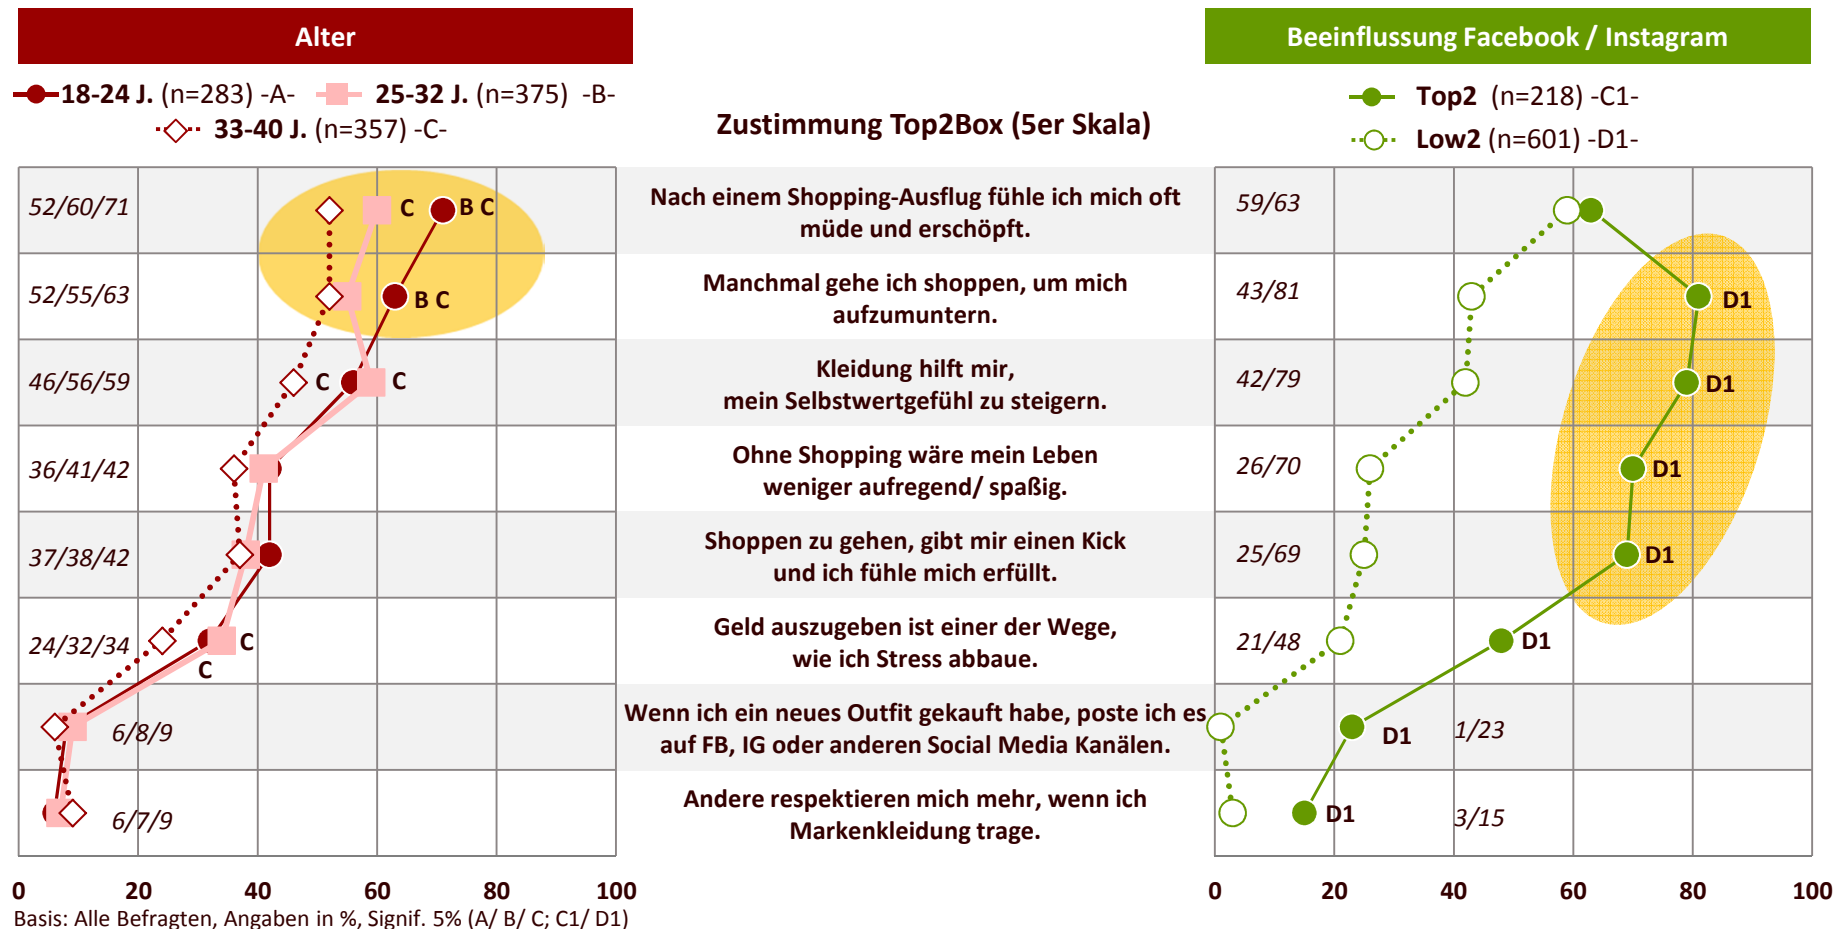 Alter
Beeinflussung Facebook / Instagram
18-24 J. (n=283) -A- 25-32 J. (n=375) -B-
33-40 J. (n=357) -C-
Zustimmung Top2Box (5er Skala)
Top2 (n=218) -C1-
Low2 (n=601) -D1-
52/60/71
C
B C
Nach einem Shopping-Ausflug fühle ich mich oft
müde und erschöpft.
59/63
52/55/63
B C
Manchmal gehe ich shoppen, um mich
aufzumuntern.
43/81
D1
46/56/59
C
C
Kleidung hilft mir,
mein Selbstwertgefühl zu steigern.
42/79
D1
36/41/42
Ohne Shopping wäre mein Leben
weniger aufregend/ spaßig.
26/70
D1
37/38/42
Shoppen zu gehen, gibt mir einen Kick
und ich fühle mich erfüllt.
25/69
D1
24/32/34
C
C
Geld auszugeben ist einer der Wege,
wie ich Stress abbaue.
21/48
D1
6/8/9
Wenn ich ein neues Outfit gekauft habe, poste ich es
auf FB, IG oder anderen Social Media Kanälen.
D1
1/23
6/7/9
Andere respektieren mich mehr, wenn ich
Markenkleidung trage.
D1
3/15
0 20 40 60 80 100
0 20 40 60 80 100
Basis: Alle Befragten, Angaben in %, Signif. 5% (A/ B/ C; C1/ D1)